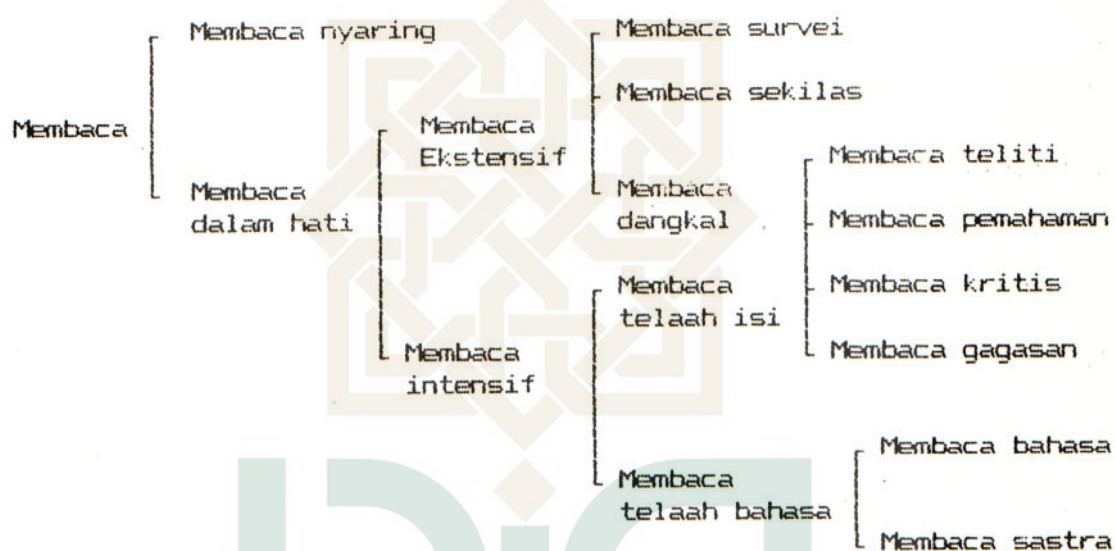 Membaca
Membaca nyaring
Membaca
dalam hati
Membaca
Ekstensif
Membaca
intensif
Membaca survei
Membaca sekilas
Membaca
dangkal
Membaca
telaah isi
Membaca
telaah bahasa
Membaca teliti
Membaca pemahaman
Membaca kritis
Membaca gagasan
Membaca bahasa
Membaca sastra